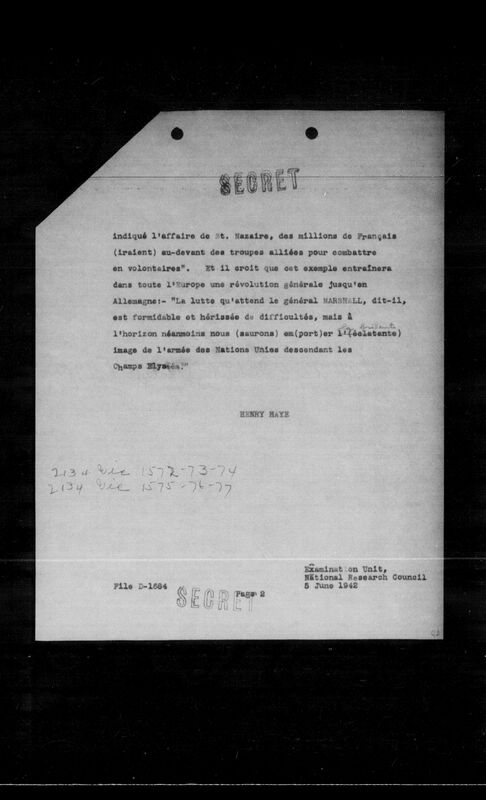 SECRET
indiqué l'affaire de St. Nazaire, des millions de Français
(iraient) au-devant des troupes alliées pour combattre
en volontaires". Et il croit que cet exemple entraînera
dans toute l'Europe une révolution générale jusqu'en
Allemagne:- "La lutte qu'attend le général MARSHALL, dit-il,
est formidable et hérissée de difficultés, mais à
l'horizon néanmoins nous (saurons) em(port)er l'(éclatante)
image de l'armée des Nations Unies descendant les
Champs Elysées."
HENRY HAYE
2134 Vic 1572-73-74
2134 Vic 1575-76-77
Examination Unit,
National Research Council
5 June 1942
File D-1684
SECRET
Page 2